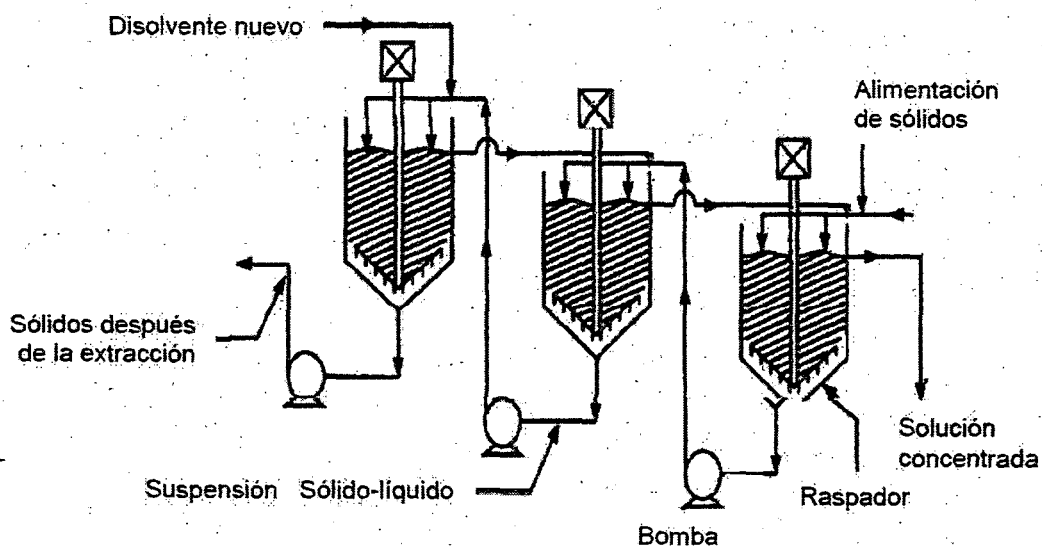 Disolvente nuevo
Alimentación
de sólidos
Sólidos después
de la extracción
Suspensión Sólido-líquido
Solución
concentrada
Raspador
Bomba